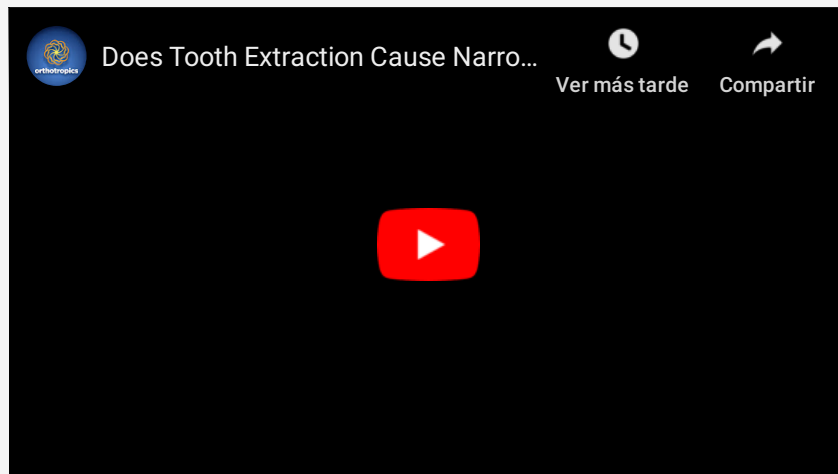 orthotropics
Does Tooth Extraction Cause Narro...
Ver más tarde
Compartir